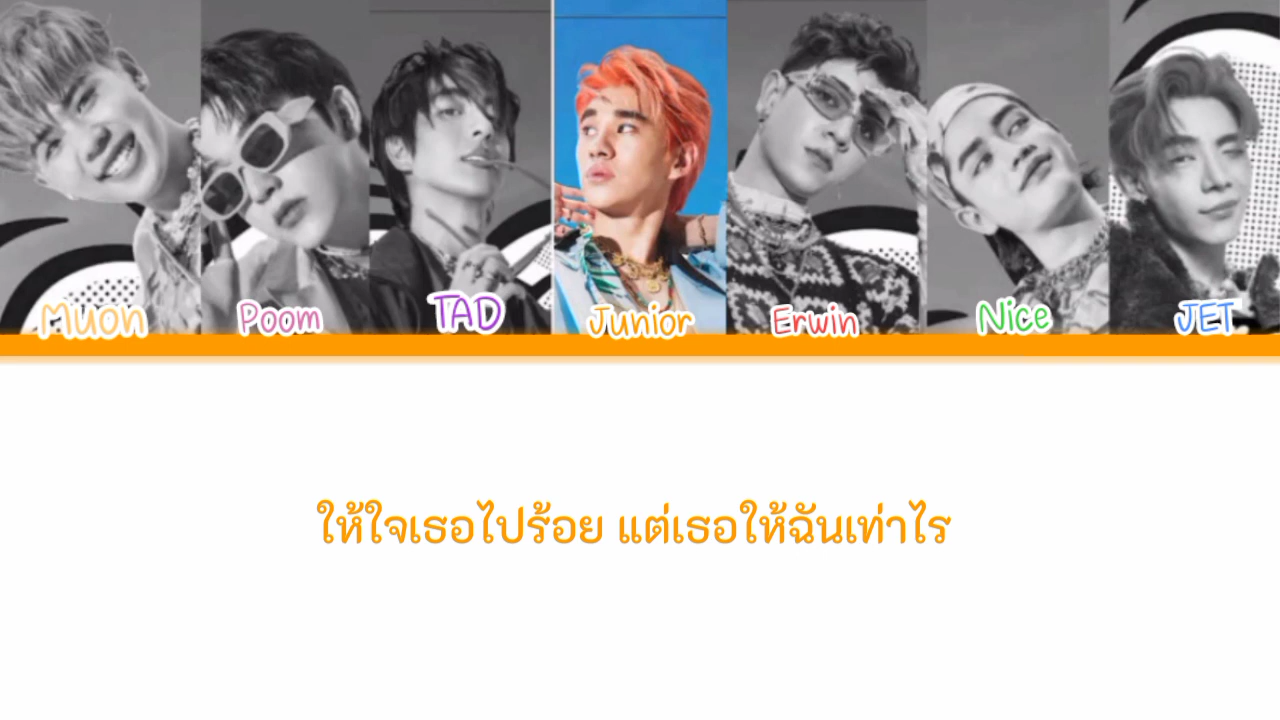 Muon
Poom
TAD
Junior
Erwin
Nice
JET
ให้ใจเธอไปร้อย แต่เธอให้ฉันเท่าไร